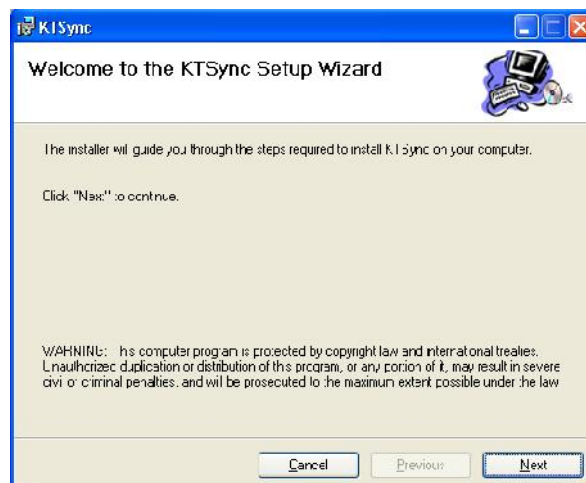 KTSync
Welcome to the KTSync Setup Wizard
The installer will guide you through the steps required to install KTSync on your computer.
Click "Next" to continue.
WARNING: This computer program is protected by copyright law and international treaties.
Unauthorized duplication or distribution of this program, or any portion of it, may result in severe
civil or criminal penalties, and will be prosecuted to the maximum extent possible under the law
Cancel
Previous
Next